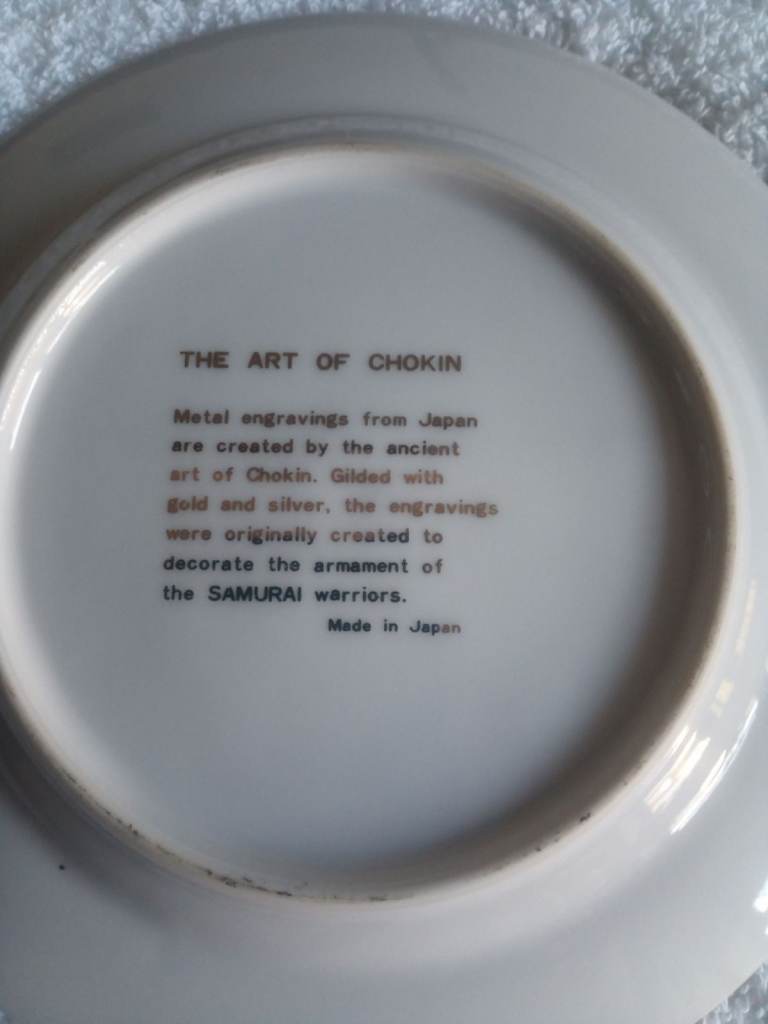 THE ART OF CHOKIN
Metal engravings from Japan
are created by the ancient
art of Chokin. Gilded with
gold and silver, the engravings
were originally created to
decorate the armament of
the SAMURAI warriors.
Made in Japan